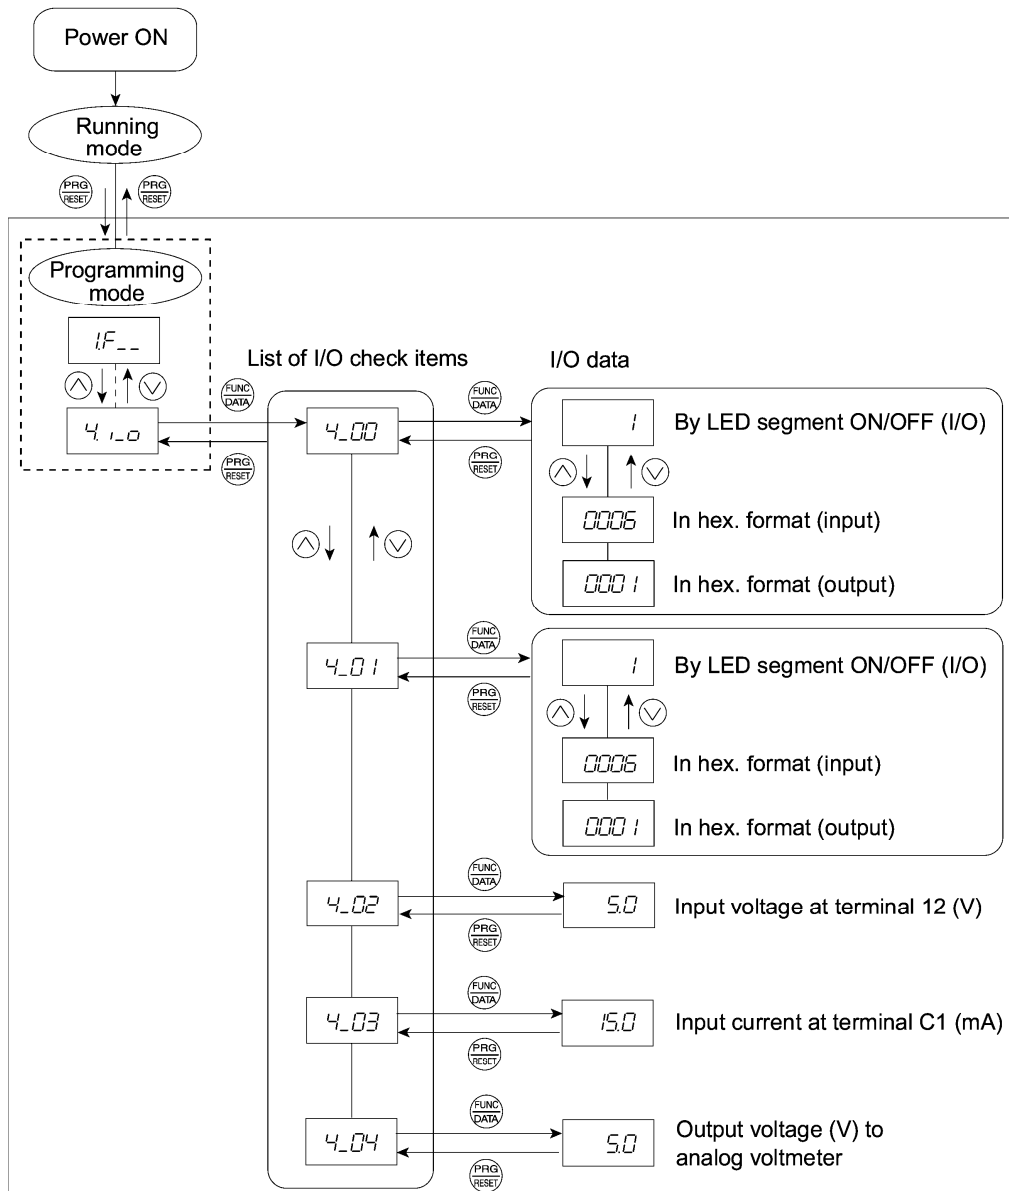 Power ON
Running
mode
PRG
RESET
PRG
RESET
Programming
mode
1.F__
4.i_o
List of I/O check items
I/O data
FUNC
DATA
PRG
RESET
4_00
FUNC
DATA
PRG
RESET
1
By LED segment ON/OFF (I/O)
0006
In hex. format (input)
0001
In hex. format (output)
4_01
FUNC
DATA
PRG
RESET
1
By LED segment ON/OFF (I/O)
0006
In hex. format (input)
0001
In hex. format (output)
4_02
FUNC
DATA
PRG
RESET
5.0
Input voltage at terminal 12 (V)
4_03
FUNC
DATA
PRG
RESET
15.0
Input current at terminal C1 (mA)
4_04
FUNC
DATA
PRG
RESET
5.0
Output voltage (V) to
analog voltmeter